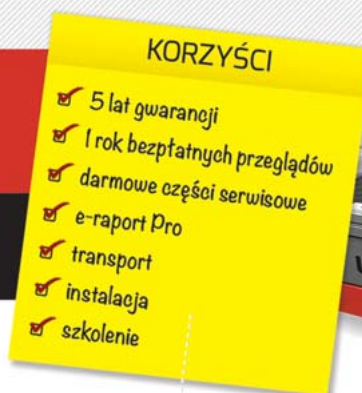 KORZYŚCI
5 lat gwarancji
1 rok bezpłatnych przeglądów
darmowe części serwisowe
e-raport Pro
transport
instalacja
szkolenie